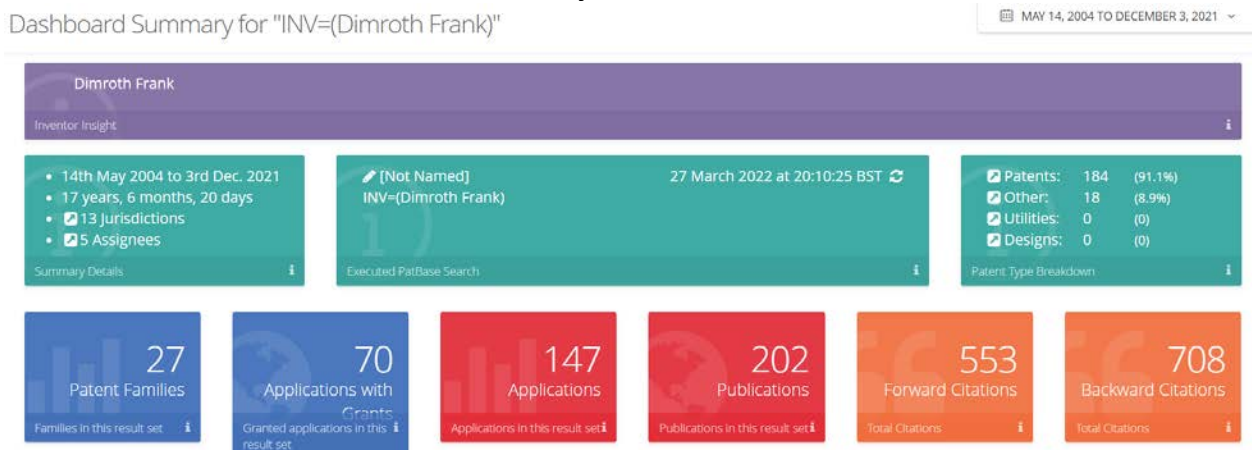 Dashboard Summary for "INV=(Dimroth Frank)"
MAY 14, 2004 TO DECEMBER 3, 2021
Dimroth Frank
Inventor Insight
• 14th May 2004 to 3rd Dec. 2021
• 17 years, 6 months, 20 days
• 13 Jurisdictions
• 5 Assignees
Summary Details
[Not Named]
27 March 2022 at 20:10:25 BST
INV=(Dimroth Frank)
Executed PatBase Search
Patents: 184 (91.1%)
Other: 18 (8.9%)
Utilities: 0 (0)
Designs: 0 (0)
Patent Type Breakdown
27
Patent Families
Families in this result set
70
Applications with
Grants
Granted applications in this
result set
147
Applications
Applications in this result set
202
Publications
Publications in this result set
553
Forward Citations
Total Citations
708
Backward Citations
Total Citations